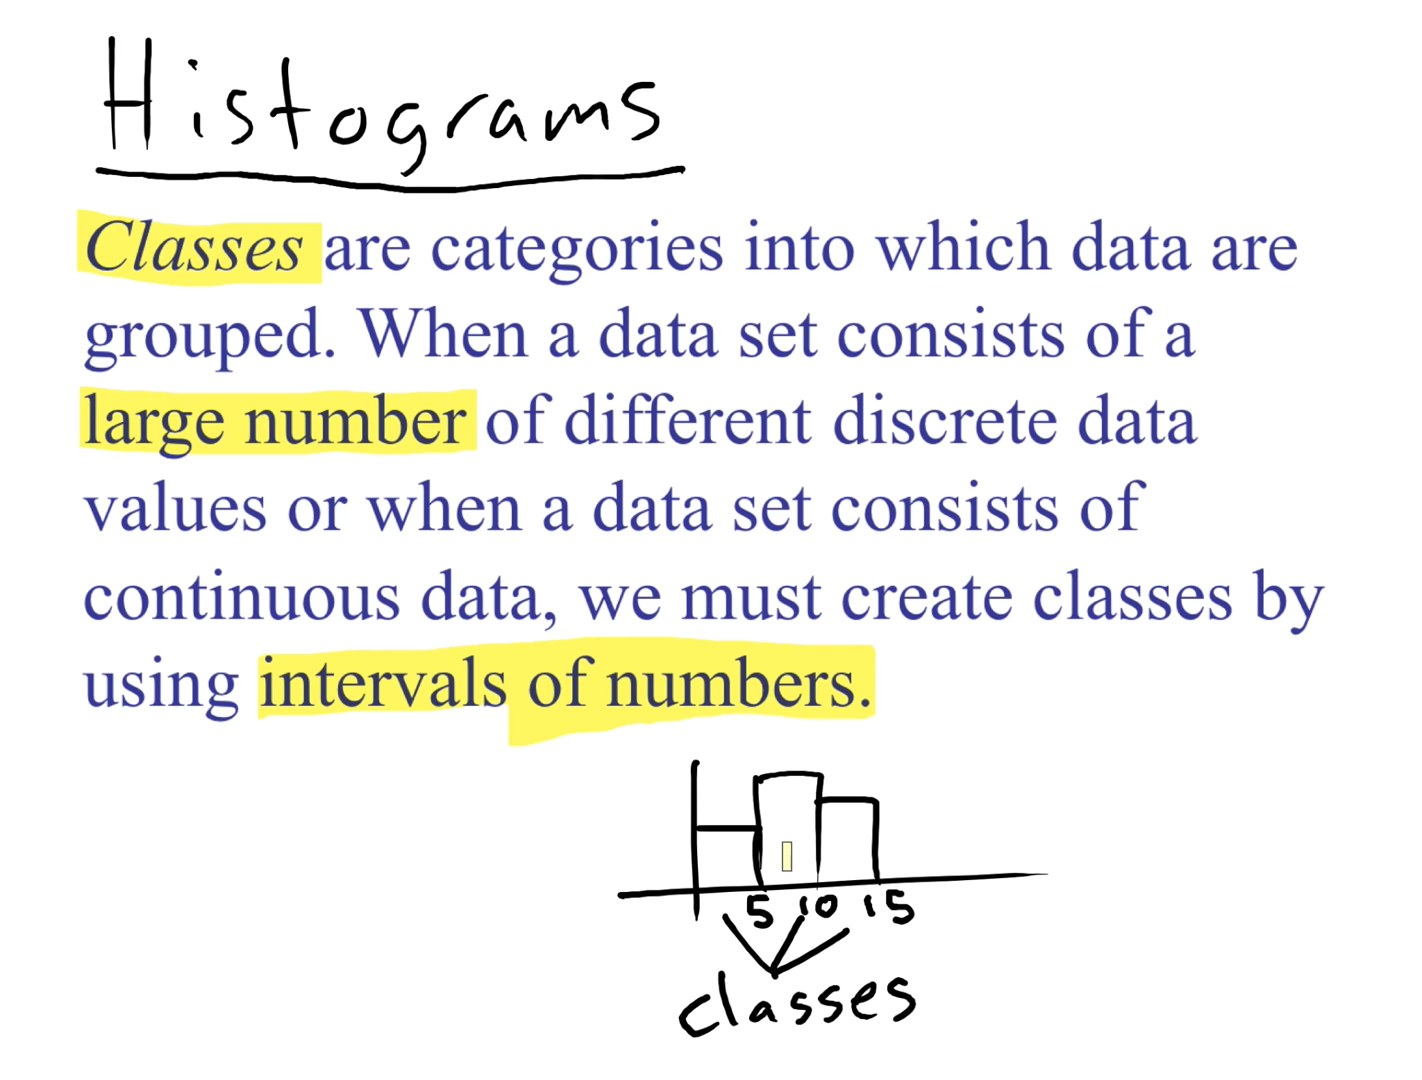 Histograms
Classes are categories into which data are
grouped. When a data set consists of a
large number of different discrete data
values or when a data set consists of
continuous data, we must create classes by
using intervals of numbers.
5 10 15
classes